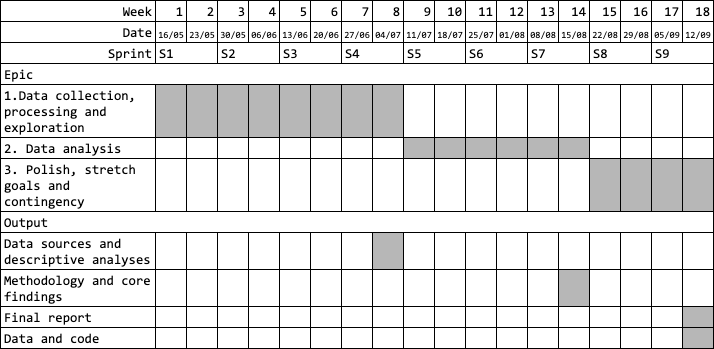 Week 1 2 3 4 5 6 7 8 9 10 11 12 13 14 15 16 17 18
Date 16/05 23/05 30/05 06/06 13/06 20/06 27/06 04/07 11/07 18/07 25/07 01/08 08/08 15/08 22/08 29/08 05/09 12/09
Sprint S1 S2 S3 S4 S5 S6 S7 S8 S9
Epic
1.Data collection,
processing and
exploration
2. Data analysis
3. Polish, stretch
goals and
contingency
Output
Data sources and
descriptive analyses
Methodology and core
findings
Final report
Data and code